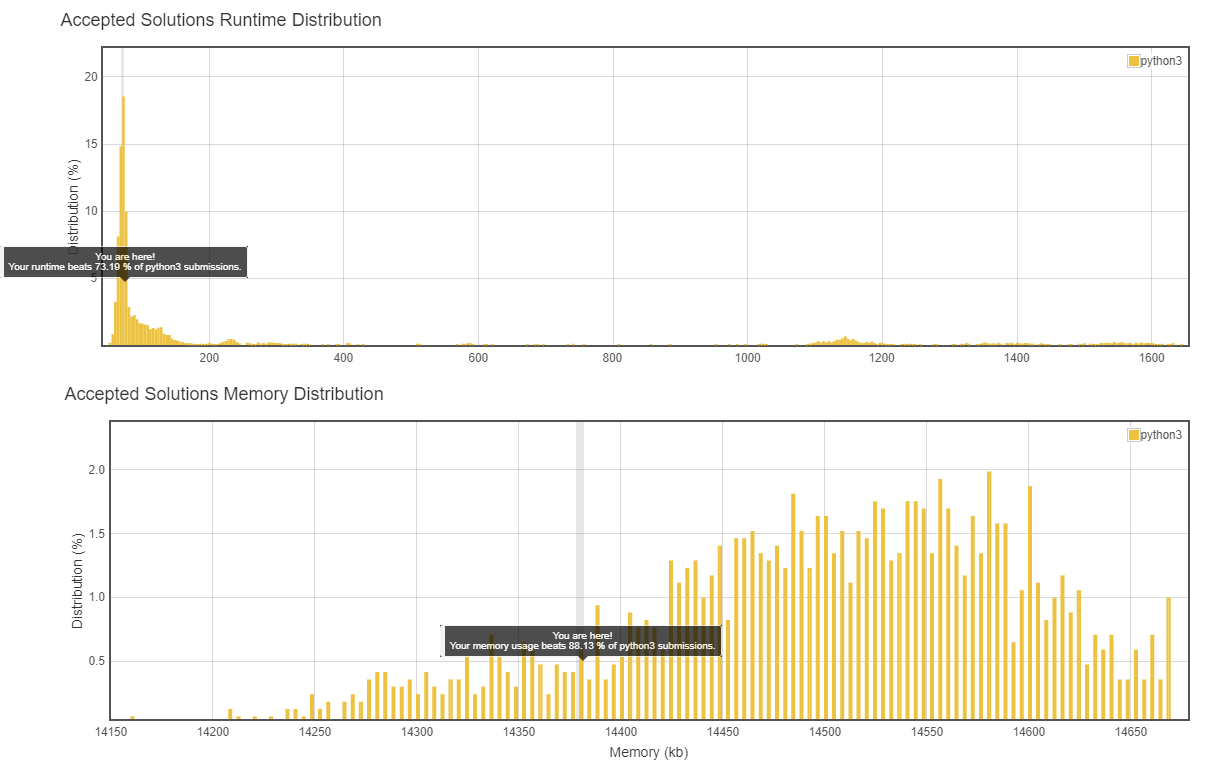 Accepted Solutions Runtime Distribution
python3
20
15
10
5
Distribution (%)
You are here!
Your runtime beats 73.19 % of python3 submissions.
200 400 600 800 1000 1200 1400 1600
Accepted Solutions Memory Distribution
python3
2.0
1.5
1.0
0.5
Distribution (%)
You are here!
Your memory usage beats 88.13 % of python3 submissions.
14150 14200 14250 14300 14350 14400 14450 14500 14550 14600 14650
Memory (kb)